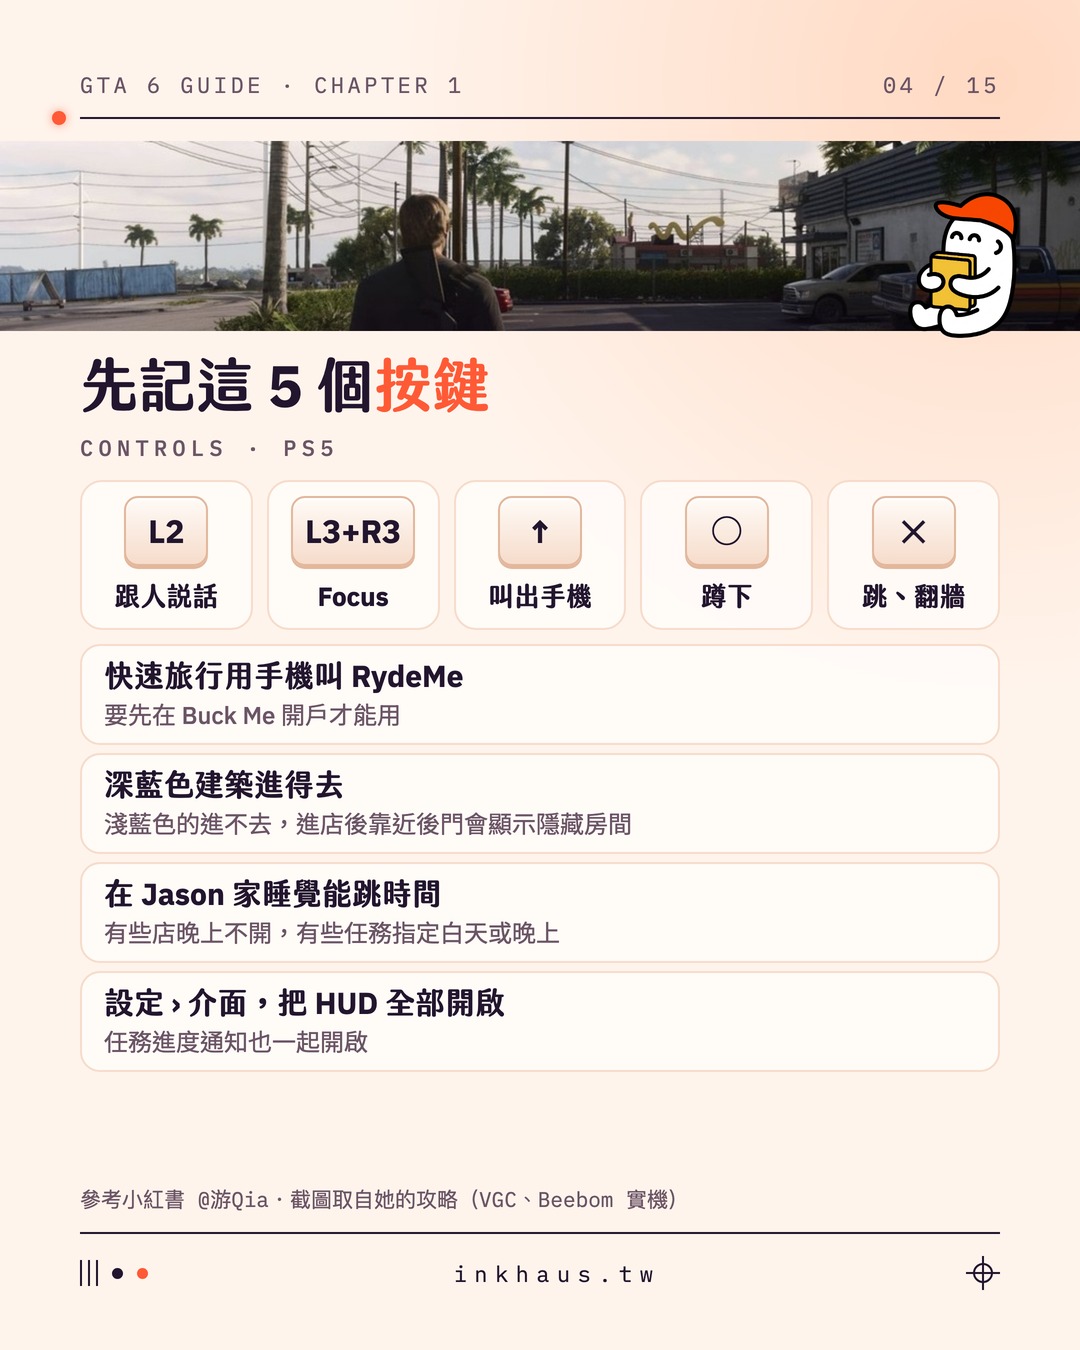 GTA 6 GUIDE · CHAPTER 1
04 / 15
先記這 5 個按鍵
CONTROLS · PS5
L2
L3+R3
↑
○
×
跟人説話
Focus
叫出手機
蹲下
跳、翻牆
快速旅行用手機叫 RydeMe
要先在 Buck Me 開戶才能用
深藍色建築進得去
淺藍色的進不去，進店後靠近後門會顯示隱藏房間
在 Jason 家睡覺能跳時間
有些店晚上不開，有些任務指定白天或晚上
設定 › 介面，把 HUD 全部開啟
任務進度通知也一起開啟
參考小紅書 @游Qia · 截圖取自她的攻略（VGC、Beebom 實機）
inkhaus.tw